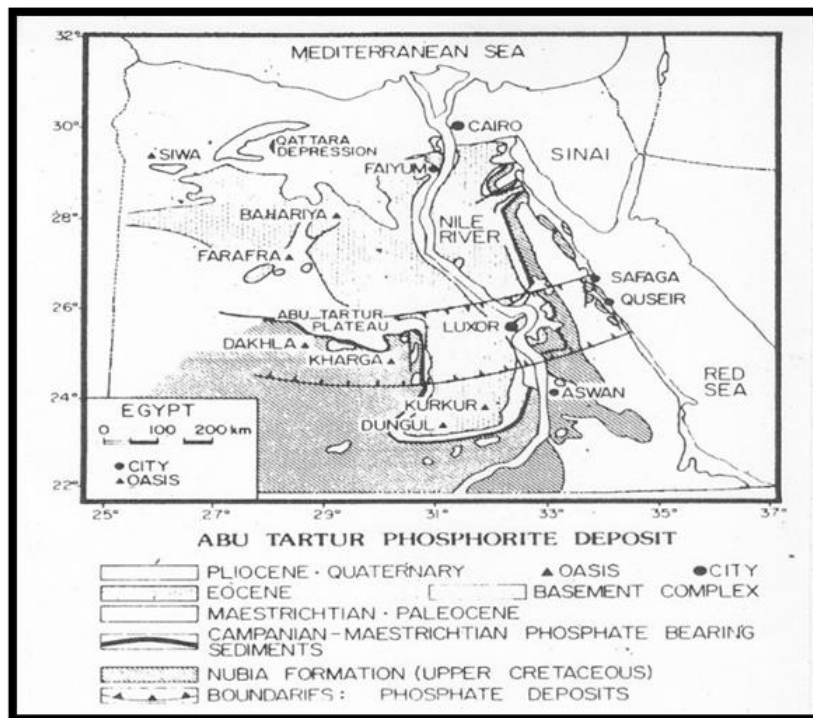 32°
MEDITERRANEAN SEA
30°
CAIRO
SIWA
QATTARA
DEPRESSION
SINAI
FAIYUM
28°
BAHARIYA
NILE
RIVER
FARAFRA
SAFAGA
QUSEIR
26°
ABU TARTUR
PLATEAU
LUXOR
DAKHLA
KHARGA
RED
SEA
24°
ASWAN
EGYPT
KURKUR
0 100 200 km
DUNGUL
CITY
OASIS
22°
25° 27° 29° 31° 33° 35° 37°
ABU TARTUR PHOSPHORITE DEPOSIT
PLIOCENE · QUATERNARY OASIS CITY
EOCENE BASEMENT COMPLEX
MAESTRICHTIAN · PALEOCENE
CAMPANIAN-MAESTRICHTIAN PHOSPHATE BEARING
SEDIMENTS
NUBIA FORMATION (UPPER CRETACEOUS)
BOUNDARIES: PHOSPHATE DEPOSITS